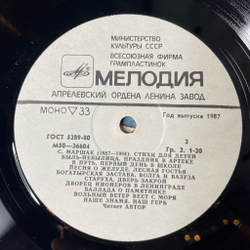 МИНИСТЕРСТВО
КУЛЬТУРЫ СССР
ВСЕСОЮЗНАЯ ФИРМА
ГРАМПЛАСТИНОК
МЕЛОДИЯ
АПРЕЛЕВСКИЙ ОРДЕНА ЛЕНИНА ЗАВОД
МОНО 33
Год выпуска 1987
ГОСТ 5289-80
М50-36604
2
Гр. 2. 1-20
С. МАРШАК (1887—1964). СТИХИ ДЛЯ ДЕТЕЙ
БЫЛЬ-НЕБЫЛИЦА. ПРАЗДНИК В АРТЕКЕ
В ПУТЬ. ПЕРВЫЙ ДЕНЬ В ШКОЛЕ
ПЕСНЯ О ЖЕЛУДЕ. ЛЕСНАЯ ГОСТЬЯ
БОГАТЫРСКАЯ ЗАСТАВА. ВОЛГА И ВАЗУЗА
СТАРУХА, ДВЕРЬ ЗАКРОЙ
ДВОРЕЦ ПИОНЕРОВ В ЛЕНИНГРАДЕ
БАЛЛАДА О ПАМЯТНИКЕ
ВОЛЬНЫЙ ВЕТЕР ВЕЕТ С МОРЯ
НАШЕ ЗНАМЯ. НАШ ГЕРБ
Читает АВТОР